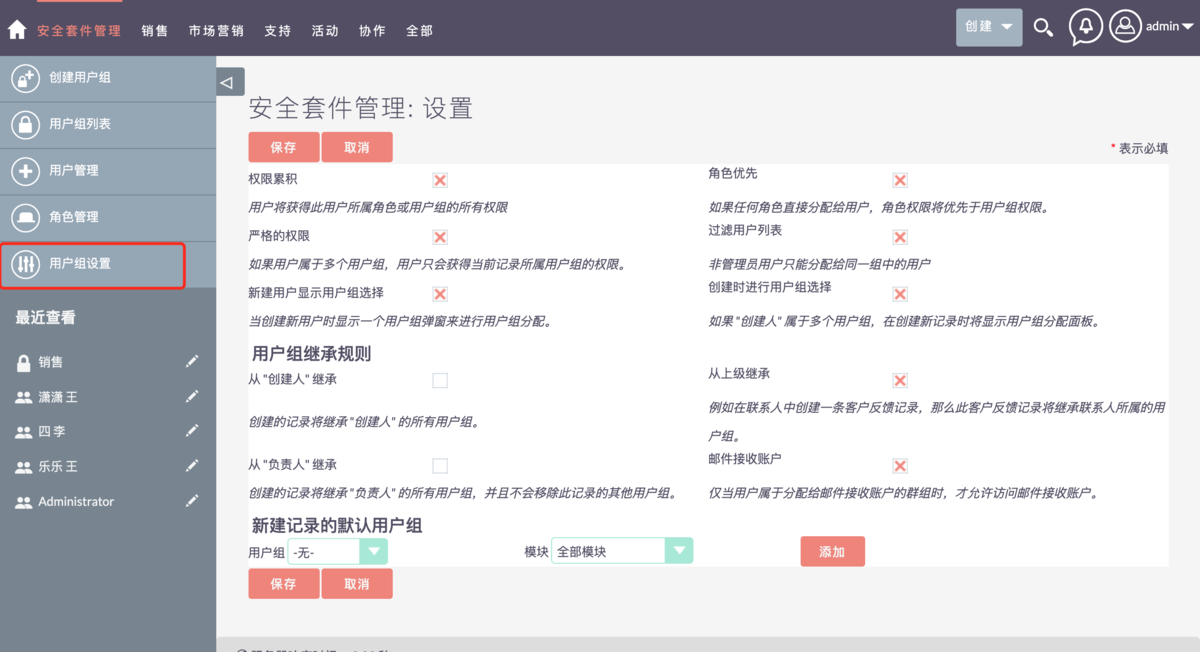 安全套件管理 销售 市场营销 支持 活动 协作 全部 创建 admin
创建用户组
用户组列表
用户管理
角色管理
用户组设置
最近查看
销售
潇潇 王
四 李
乐乐 王
Administrator
安全套件管理: 设置
保存 取消
* 表示必填
权限累积
角色优先
用户将获得此用户所属角色或用户组的所有权限
如果任何角色直接分配给用户，角色权限将优先于用户组权限。
严格的权限
过滤用户列表
如果用户属于多个用户组，用户只会获得当前记录所属用户组的权限。
非管理员用户只能分配给同一组中的用户
新建用户显示用户组选择
创建时进行用户组选择
当创建新用户时显示一个用户组弹窗来进行用户组分配。
如果 "创建人" 属于多个用户组，在创建新记录时将显示用户组分配面板。
用户组继承规则
从 "创建人" 继承
从上级继承
创建的记录将继承 "创建人" 的所有用户组。
例如在联系人中创建一条客户反馈记录，那么此客户反馈记录将继承联系人所属的用
户组。
从 "负责人" 继承
邮件接收账户
创建的记录将继承 "负责人" 的所有用户组，并且不会移除此记录的其他用户组。
仅当用户属于分配给邮件接收账户的群组时，才允许访问邮件接收账户。
新建记录的默认用户组
用户组 -无- 模块 全部模块 添加
保存 取消